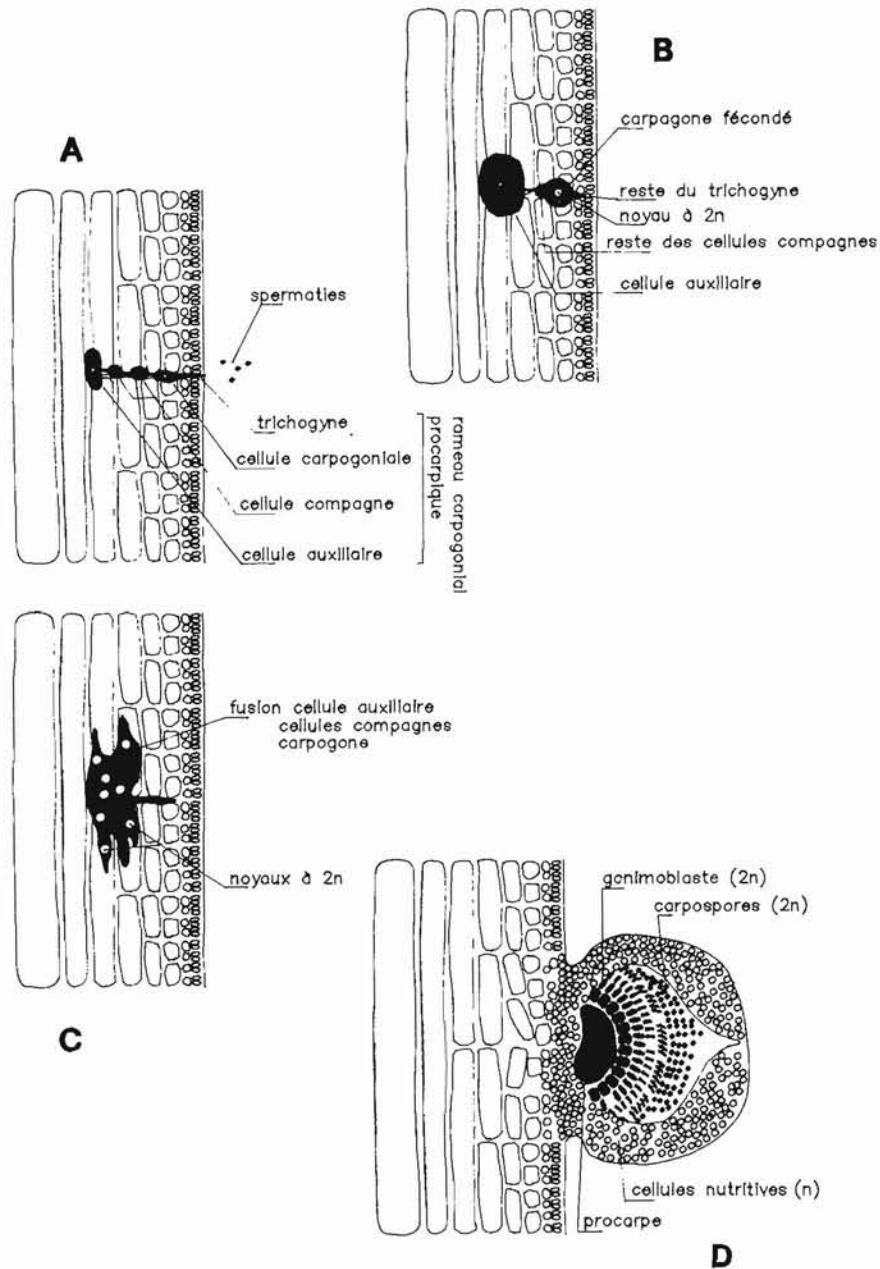 A
spermaties
trichogyne
cellule carpogoniale
cellule compagne
cellule auxiliaire
rameau carpogonial
procarpique
B
carpagone fécondé
reste du trichogyne
noyau à 2n
reste des cellules compagnes
cellule auxiliaire
fusion cellule auxiliaire
cellules compagnes
carpogone
noyaux à 2n
C
gonimoblaste (2n)
carpospores (2n)
cellules nutritives (n)
procarpe
D